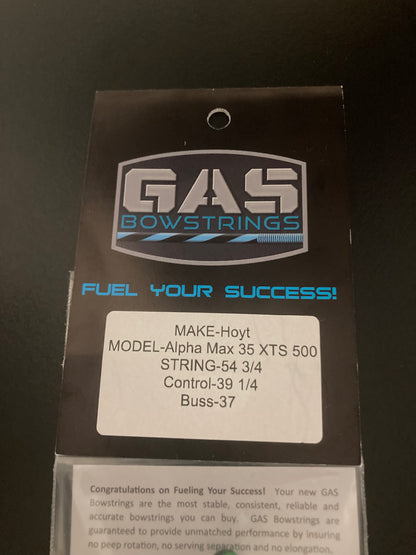 GAS
BOWSTRINGS
FUEL YOUR SUCCESS!
MAKE-Hoyt
MODEL-Alpha Max 35 XTS 500
STRING-54 3/4
Control-39 1/4
Buss-37
Congratulations on Fueling Your Success! Your new GAS
Bowstrings are the most stable, consistent, reliable and
accurate bowstrings you can buy. GAS Bowstrings are
guaranteed to provide unmatched performance by insuring
no peep rotation, no serving separation and no elongation.